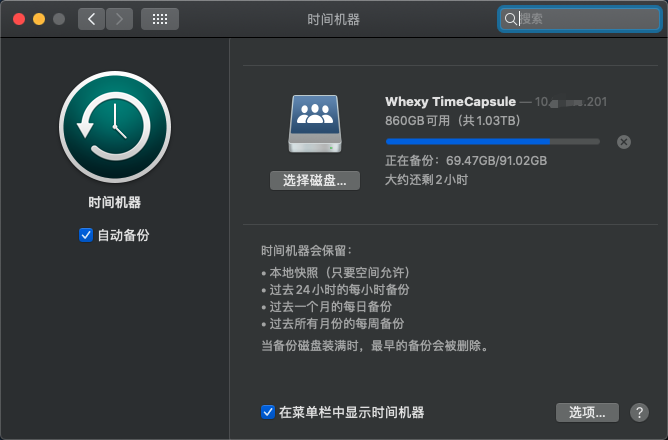 时间机器
搜索
Whexy TimeCapsule — 10. .201
860GB 可用（共 1.03TB）
正在备份：69.47GB/91.02GB
大约还剩 2 小时
选择磁盘...
时间机器
自动备份
时间机器会保留：
• 本地快照（只要空间允许）
• 过去 24 小时的每小时备份
• 过去一个月的每日备份
• 过去所有月份的每周备份
当备份磁盘装满时，最早的备份会被删除。
在菜单栏中显示时间机器
选项...
?